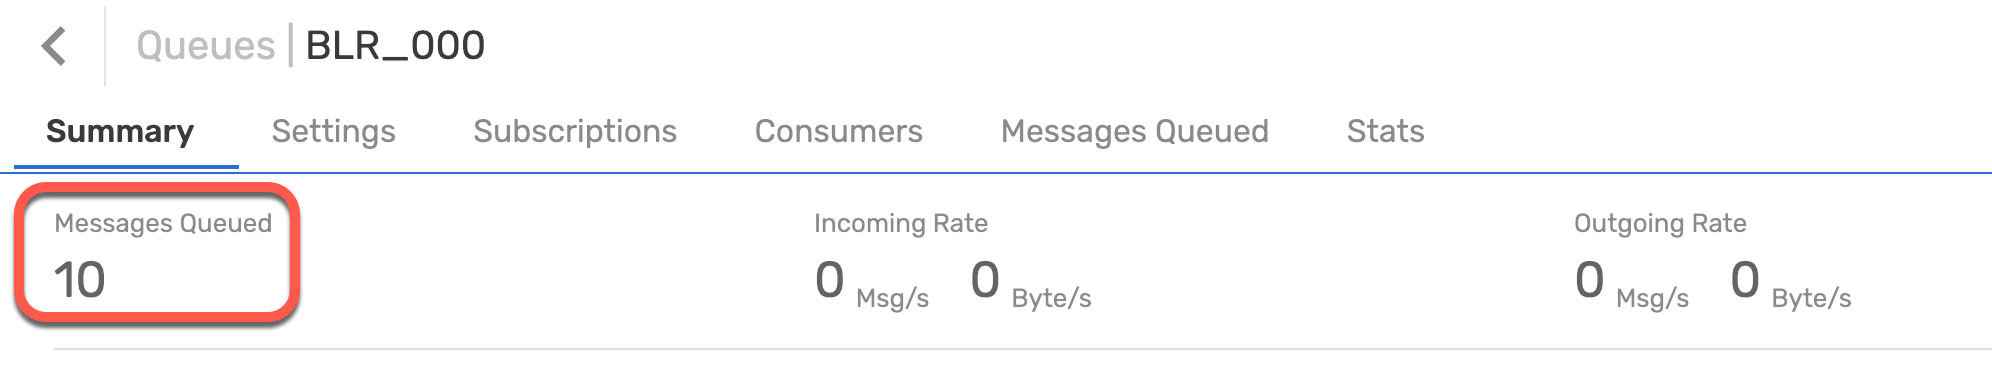 Queues | BLR_000
Summary Settings Subscriptions Consumers Messages Queued Stats
Messages Queued Incoming Rate Outgoing Rate
10 0 Msg/s 0 Byte/s 0 Msg/s 0 Byte/s